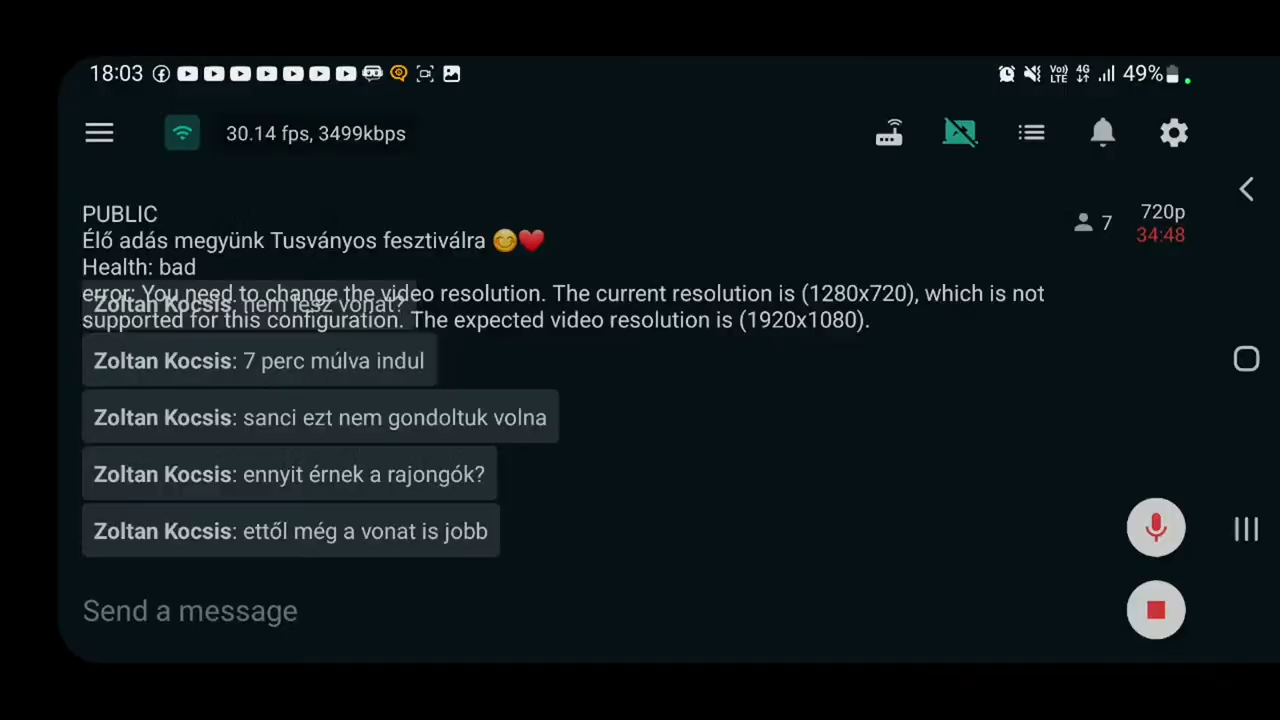 18:03
49%
30.14 fps, 3499kbps
PUBLIC
7
720p
Élő adás megyünk Tusványos fesztiválra 😊❤️
34:48
Health: bad
error: You need to change the video resolution. The current resolution is (1280x720), which is not
Zoltan Kocsis: nem lesz vonat?
supported for this configuration. The expected video resolution is (1920x1080).
Zoltan Kocsis: 7 perc múlva indul
Zoltan Kocsis: sanci ezt nem gondoltuk volna
Zoltan Kocsis: ennyit érnek a rajongók?
Zoltan Kocsis: ettől még a vonat is jobb
Send a message